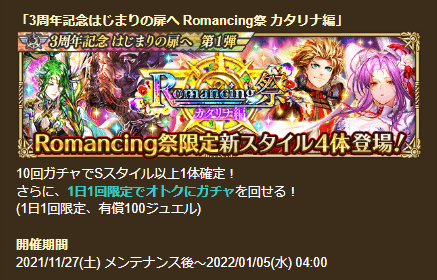 「3周年記念はじまりの扉へ Romancing祭 カタリナ編」
3周年記念 はじまりの扉へ 第1弾
Romancing祭
カタリナ編
Romancing祭限定新スタイル4体登場!
10回ガチャでSスタイル以上1体確定!
さらに、1日1回限定でオトクにガチャを回せる!
(1日1回限定、有償100ジュエル)
開催期間
2021/11/27(土) メンテナンス後～2022/01/05(水) 04:00